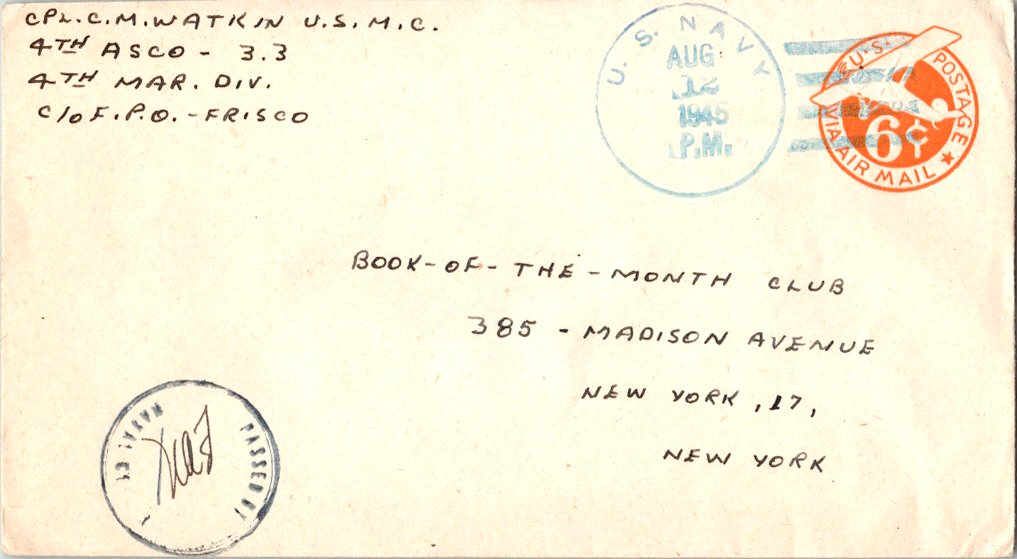 CPL. C. M. WATKIN U.S.M.C.
4TH ASCO - 3.3
4TH MAR. DIV.
C/O F.P.O. - FRISCO
U. S. NAVY
AUG
12
1945
P.M.
U.S. POSTAGE
6¢
VIA AIR MAIL
BOOK-OF-THE-MONTH CLUB
385 - MADISON AVENUE
NEW YORK, 17,
NEW YORK
PASSED BY
NAVAL